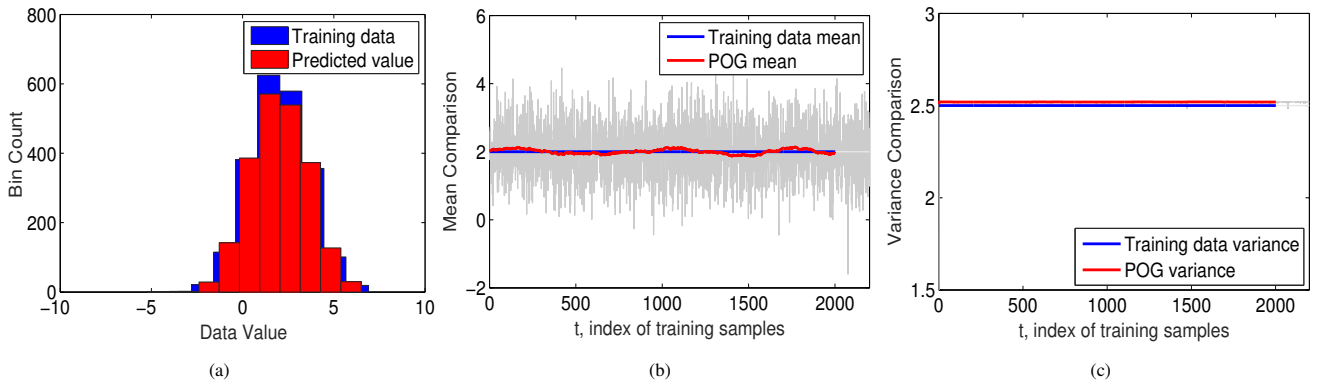 800
600
400
200
0
Bin Count
Training data
Predicted value
−10
−5
0
5
10
Data Value
(a)
6
4
2
0
−2
Mean Comparison
Training data mean
POG mean
0
500
1000
1500
2000
t, index of training samples
(b)
3
2.5
2
1.5
Variance Comparison
Training data variance
POG variance
0
500
1000
1500
2000
t, index of training samples
(c)